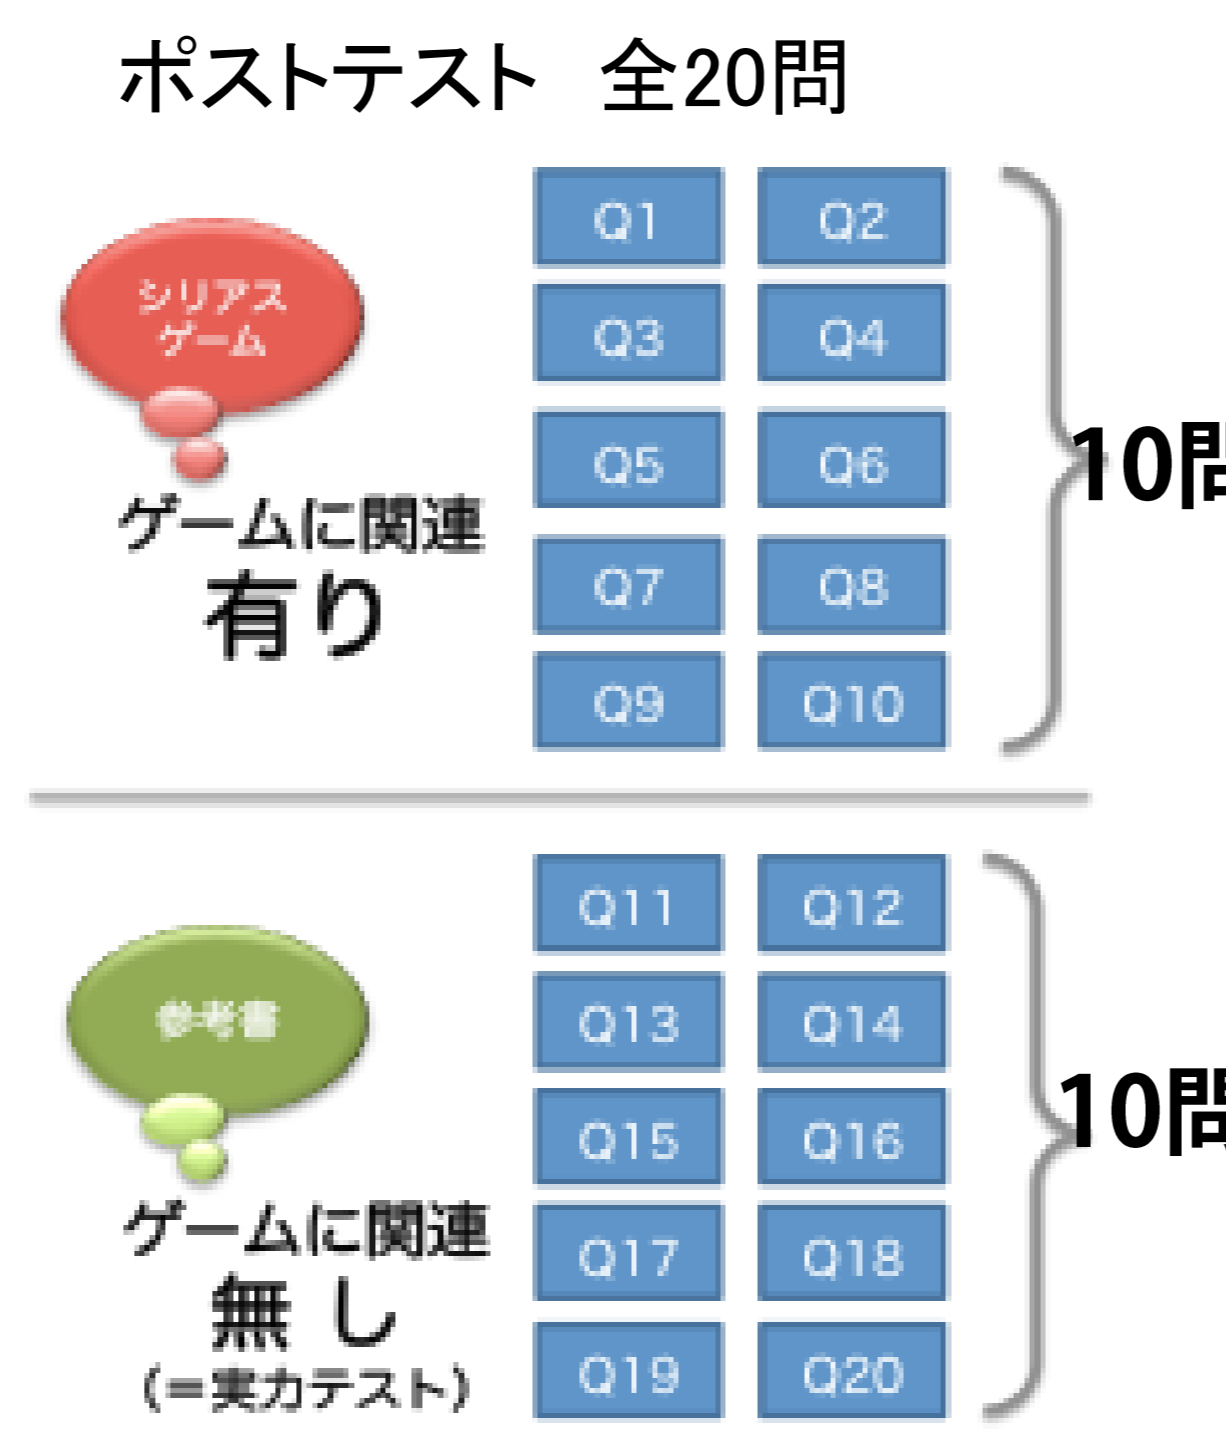 ポストテスト　全20問
シリアス
ゲーム
ゲームに関連
有り
Q1 Q2
Q3 Q4
Q5 Q6
Q7 Q8
Q9 Q10
10問
参考書
ゲームに関連
無し
(＝実力テスト)
Q11 Q12
Q13 Q14
Q15 Q16
Q17 Q18
Q19 Q20
10問